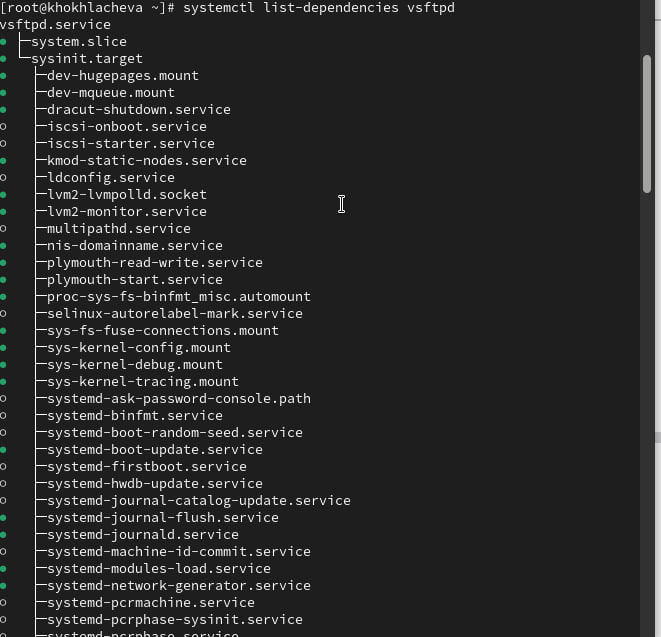 [root@khokhlacheva ~]# systemctl list-dependencies vsftpd
vsftpd.service
● ├─system.slice
● └─sysinit.target
●   ├─dev-hugepages.mount
●   ├─dev-mqueue.mount
●   ├─dracut-shutdown.service
○   ├─iscsi-onboot.service
○   ├─iscsi-starter.service
●   ├─kmod-static-nodes.service
○   ├─ldconfig.service
●   ├─lvm2-lvmpolld.socket
●   ├─lvm2-monitor.service
○   ├─multipathd.service
●   ├─nis-domainname.service
●   ├─plymouth-read-write.service
●   ├─plymouth-start.service
●   ├─proc-sys-fs-binfmt_misc.automount
○   ├─selinux-autorelabel-mark.service
●   ├─sys-fs-fuse-connections.mount
●   ├─sys-kernel-config.mount
●   ├─sys-kernel-debug.mount
●   ├─sys-kernel-tracing.mount
○   ├─systemd-ask-password-console.path
○   ├─systemd-binfmt.service
○   ├─systemd-boot-random-seed.service
●   ├─systemd-boot-update.service
○   ├─systemd-firstboot.service
○   ├─systemd-hwdb-update.service
○   ├─systemd-journal-catalog-update.service
●   ├─systemd-journal-flush.service
●   ├─systemd-journald.service
○   ├─systemd-machine-id-commit.service
●   ├─systemd-modules-load.service
●   ├─systemd-network-generator.service
○   ├─systemd-pcrmachine.service
○   ├─systemd-pcrphase-sysinit.service
○   ├─systemd-pcrphase.service